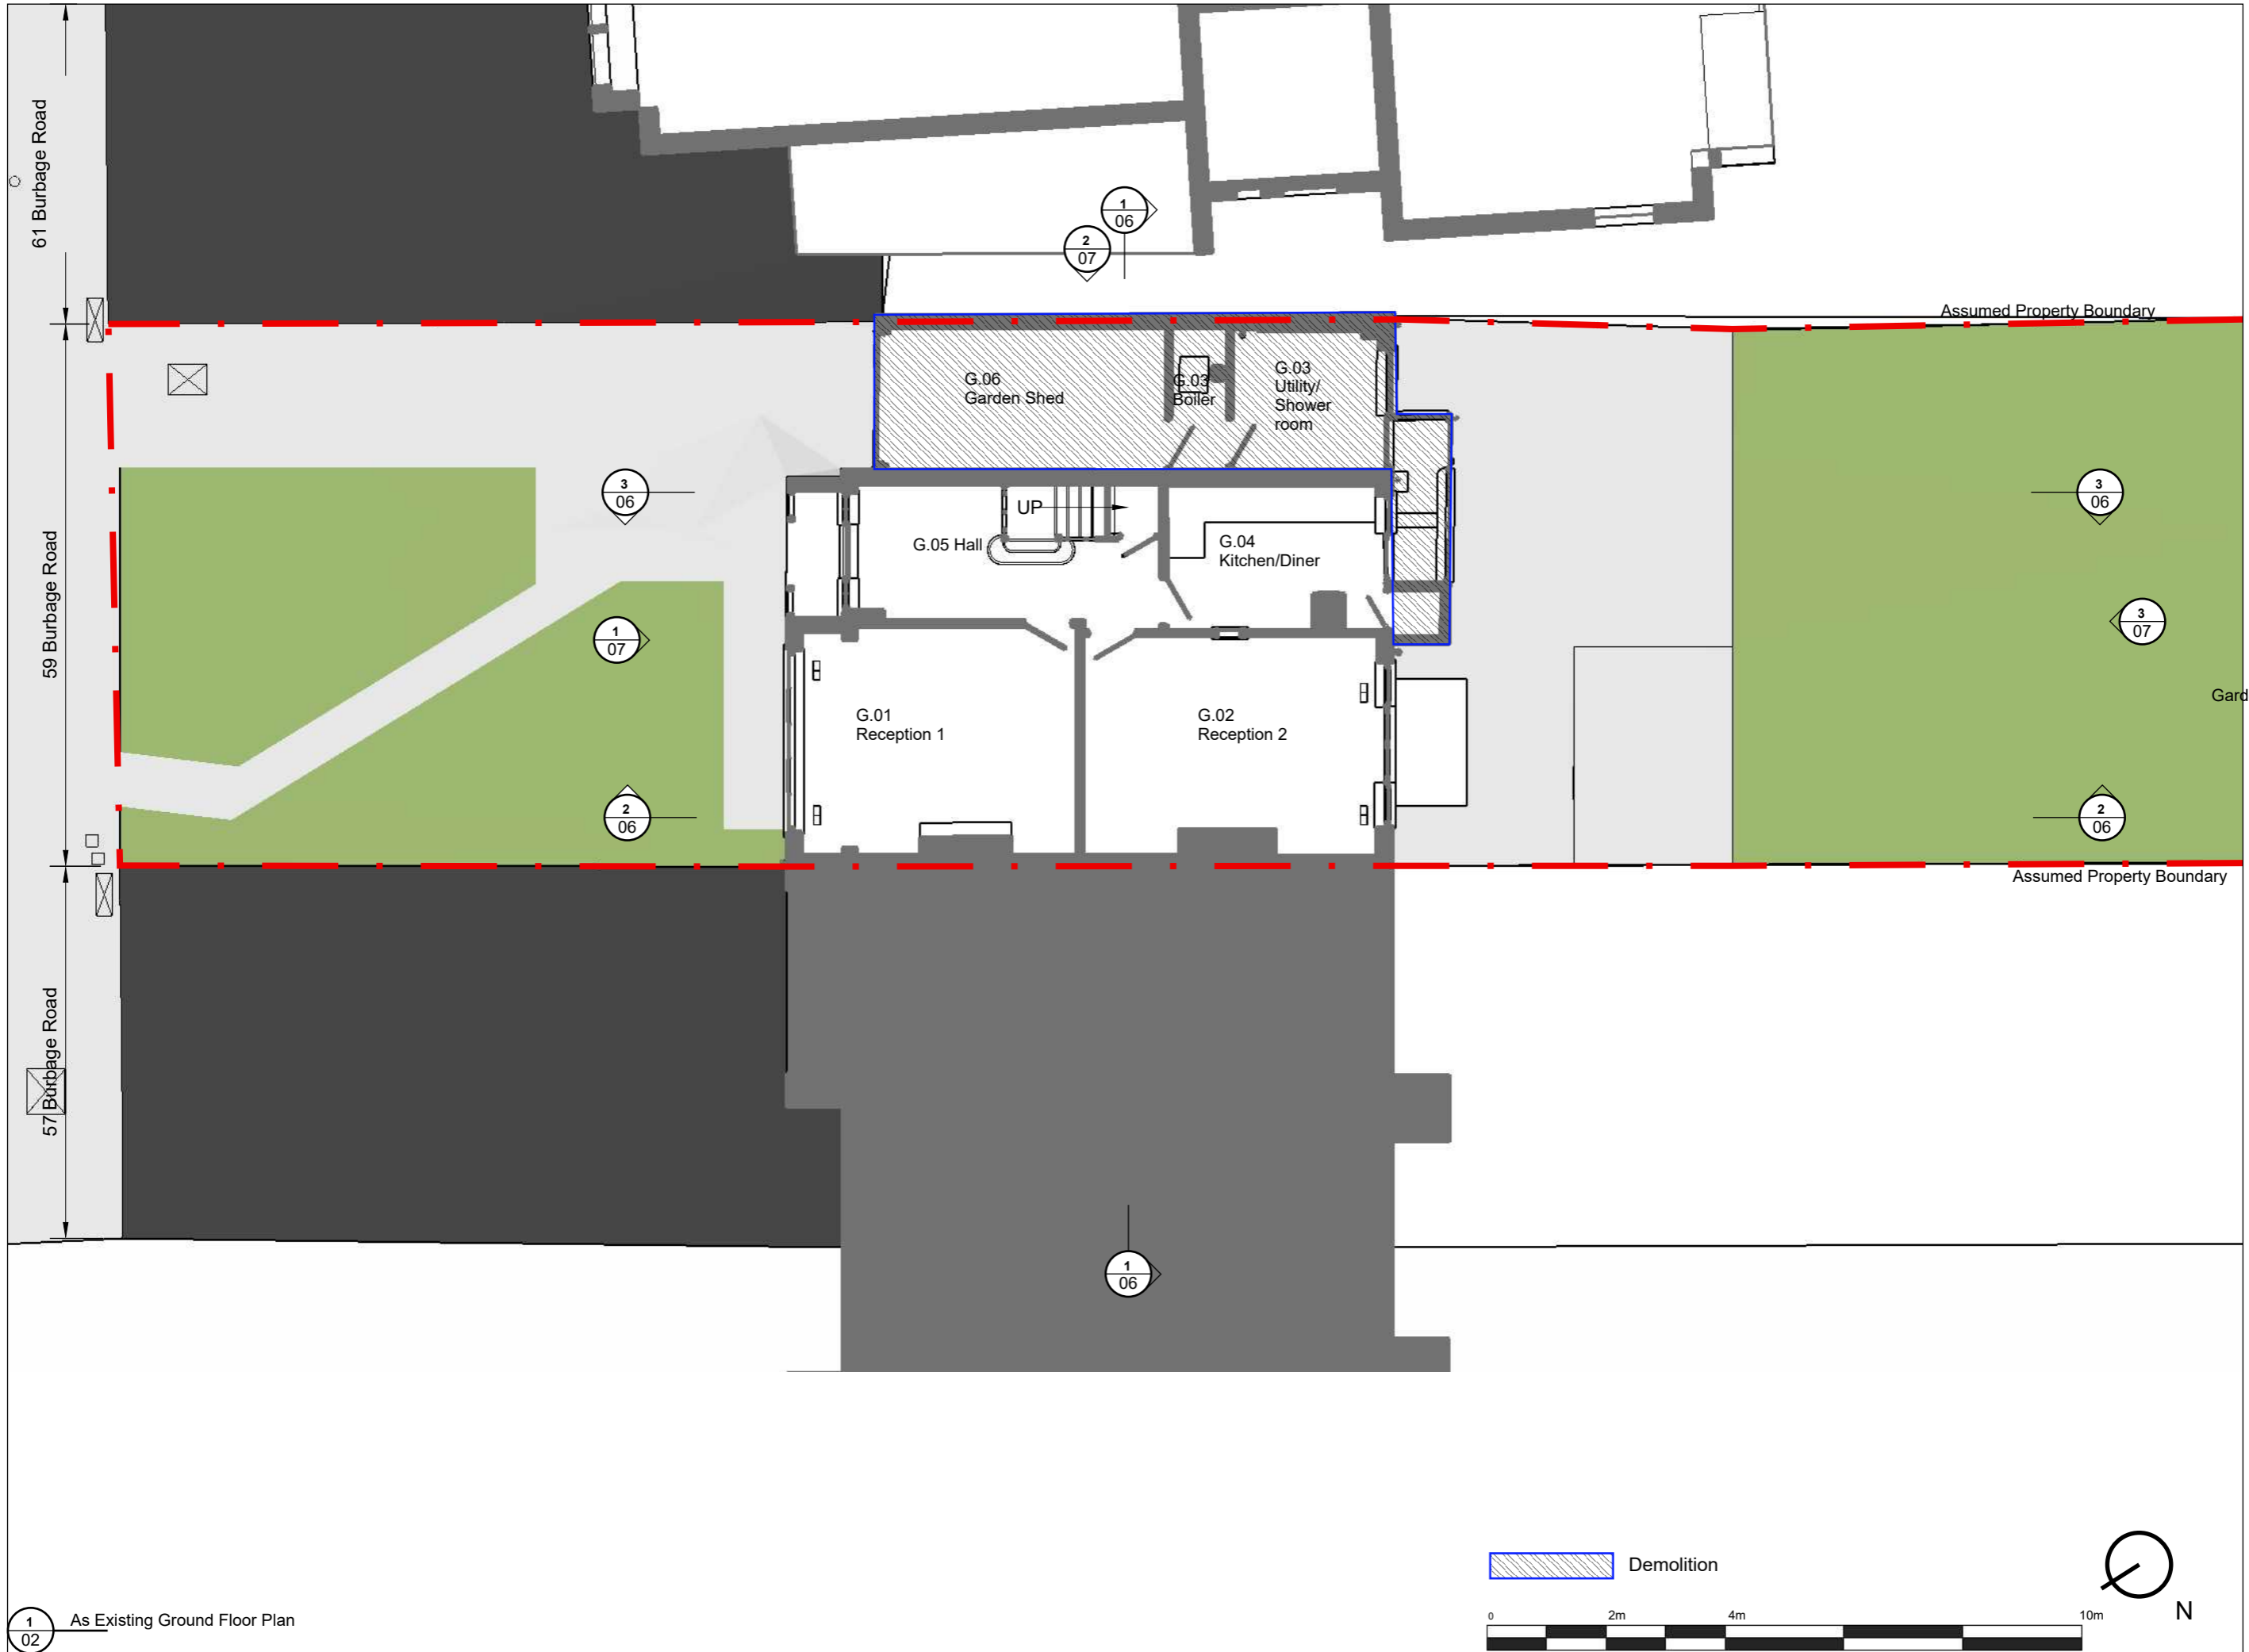 61 Burbage Road
1
06
2
07
Assumed Property Boundary
G.06
Garden Shed
G.03
Boiler
G.03
Utility/
Shower
room
3
06
UP
G.05 Hall
G.04
Kitchen/Diner
3
06
59 Burbage Road
1
07
3
07
G.01
Reception 1
G.02
Reception 2
Gard
2
06
2
06
Assumed Property Boundary
57 Burbage Road
1
06
Demolition
N
0 2m 4m 10m
1
02
As Existing Ground Floor Plan